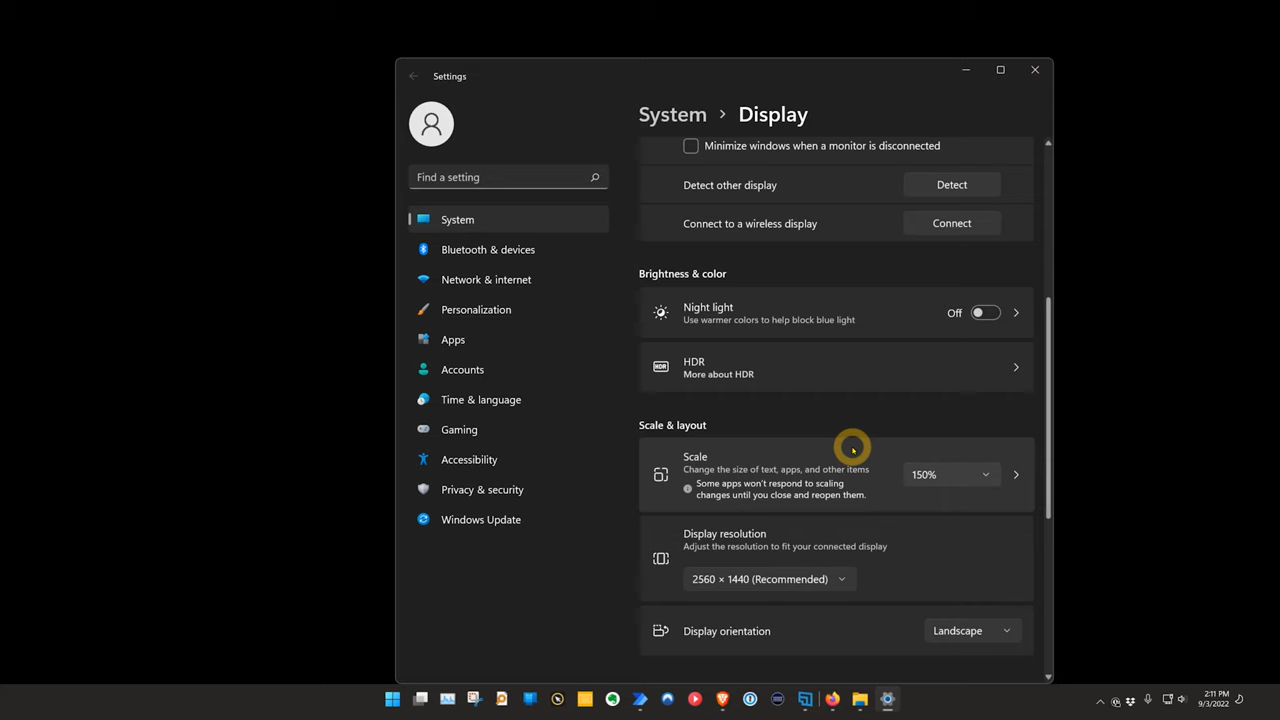 Settings
System › Display
Find a setting
System
Bluetooth & devices
Network & internet
Personalization
Apps
Accounts
Time & language
Gaming
Accessibility
Privacy & security
Windows Update
Minimize windows when a monitor is disconnected
Detect other display
Detect
Connect to a wireless display
Connect
Brightness & color
Night light
Use warmer colors to help block blue light
Off
HDR
HDR
More about HDR
Scale & layout
Scale
Change the size of text, apps, and other items
Some apps won't respond to scaling
changes until you close and reopen them.
150%
Display resolution
Adjust the resolution to fit your connected display
2560 × 1440 (Recommended)
Display orientation
Landscape
2:11 PM
9/3/2022